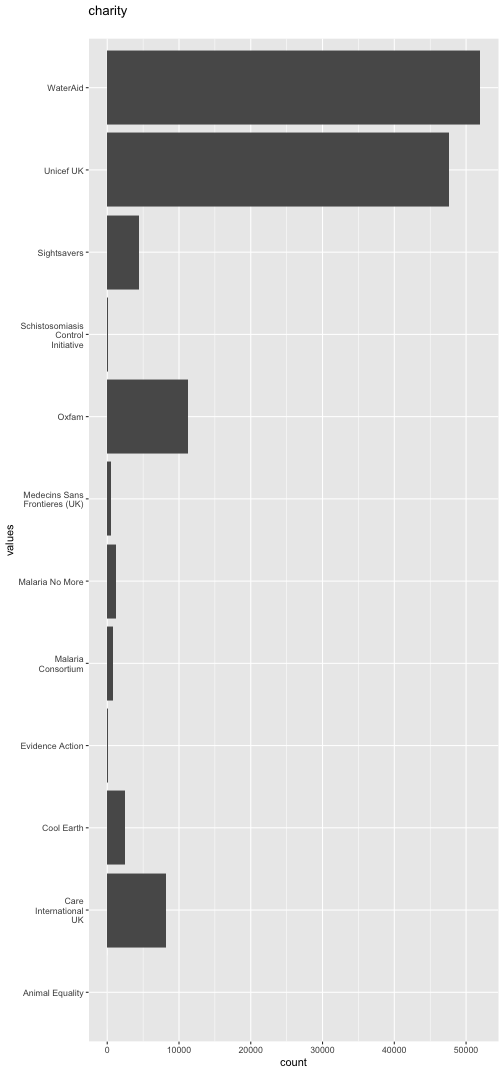 charity
WaterAid
Unicef UK
Sightsavers
Schistosomiasis
Control
Initiative
Oxfam
Medecins Sans
Frontieres (UK)
values
Malaria No More
Malaria
Consortium
Evidence Action
Cool Earth
Care
International
UK
Animal Equality
0 10000 20000 30000 40000 50000
count